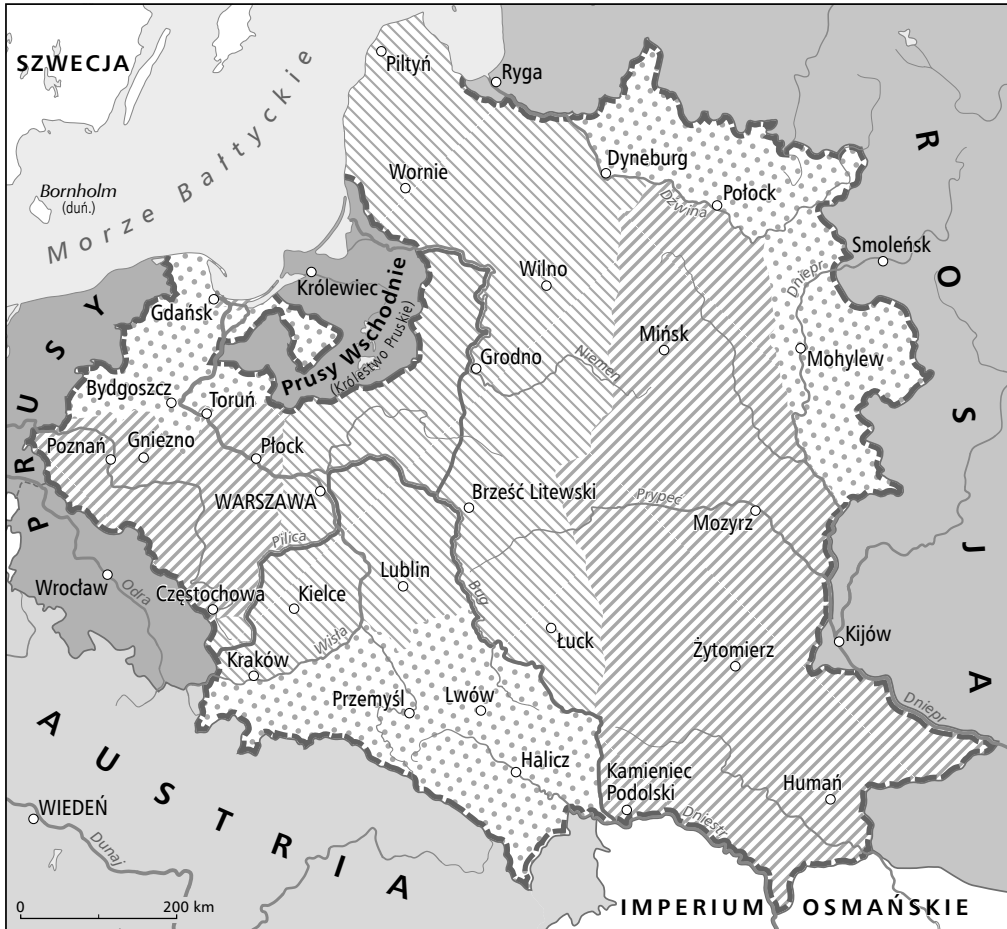 SZWECJA
Piltyń
Ryga
Morze Bałtyckie
Bornholm
(duń.)
Wornie
Dyneburg
Połock
Dźwina
ROSJA
Smoleńsk
Dniepr
Królewiec
Wilno
Gdańsk
Prusy Wschodnie
(Królestwo Pruskie)
Mińsk
Mohylew
Grodno
Niemen
PRUSY
Bydgoszcz
Toruń
Poznań
Gniezno
Płock
WARSZAWA
Brześć Litewski
Prypeć
Mozyrz
Pilica
Wrocław
Odra
Częstochowa
Kielce
Lublin
Bug
Wisła
Łuck
Kijów
Kraków
Żytomierz
Przemyśl
Lwów
Dniepr
Halicz
Kamieniec
Podolski
Humań
Dniestr
AUSTRIA
WIEDEŃ
Dunaj
0 200 km
IMPERIUM OSMAŃSKIE